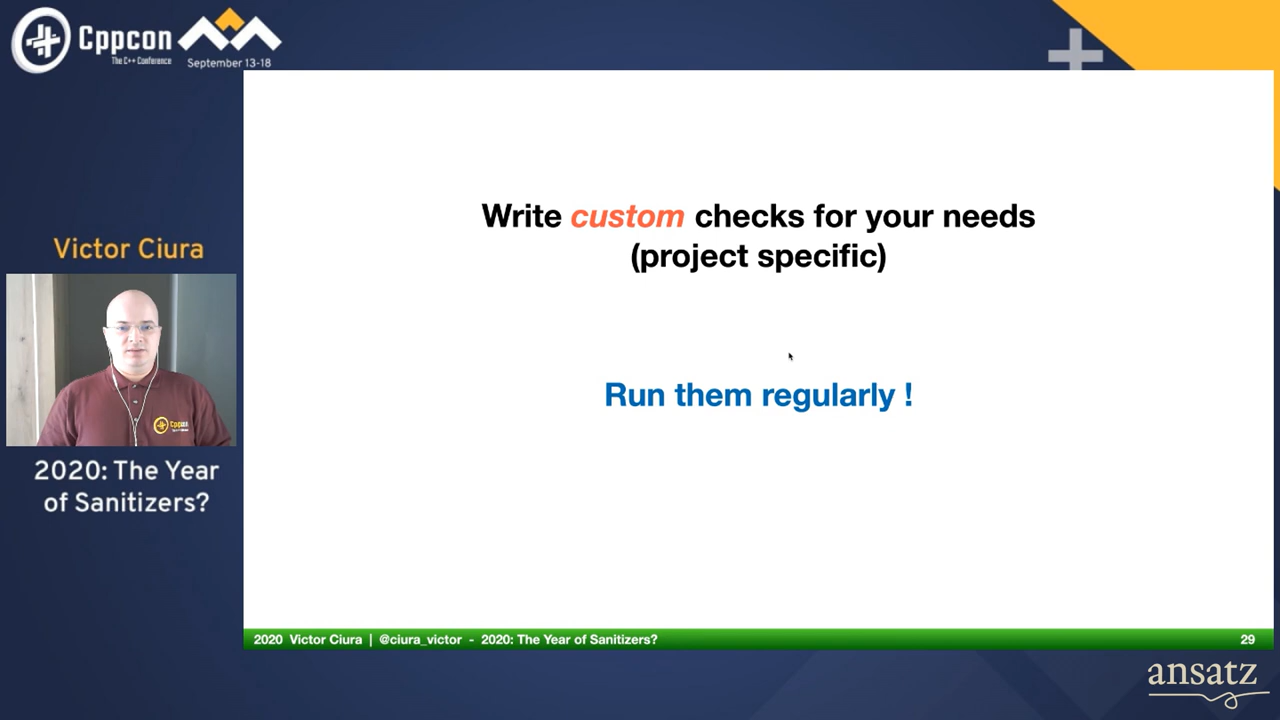 Cppcon
The C++ Conference
September 13-18
Victor Ciura
2020: The Year
of Sanitizers?
Write custom checks for your needs
(project specific)
Run them regularly !
2020 Victor Ciura | @ciura_victor - 2020: The Year of Sanitizers?
29
ansatz